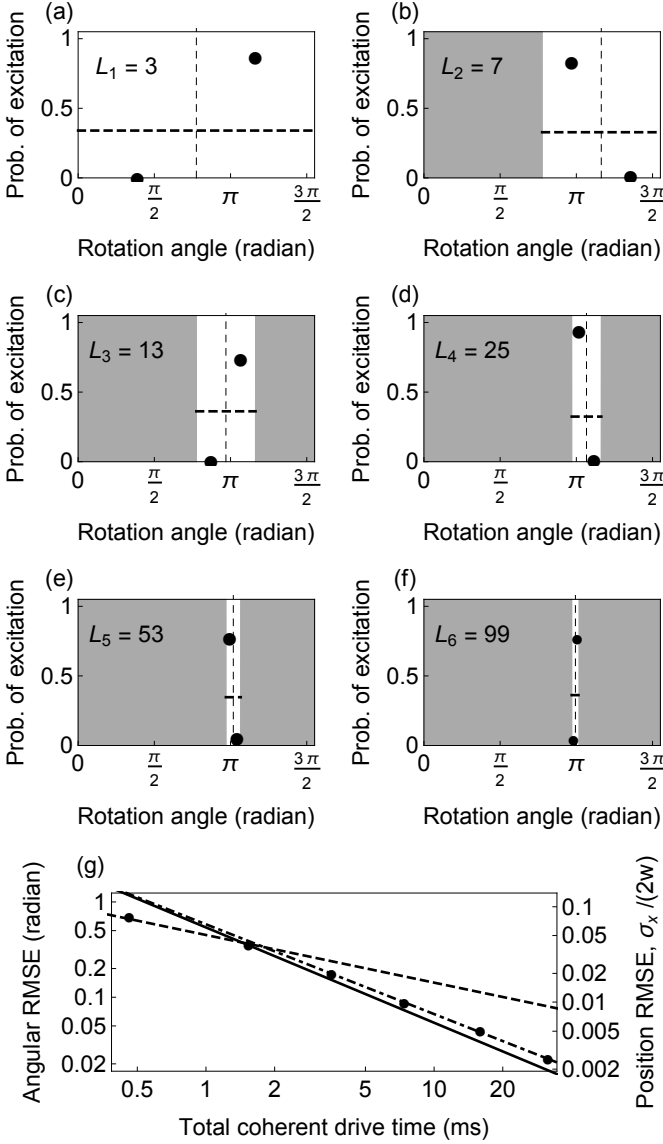 (a)
Prob. of excitation
1
0.5
0
L1 = 3
0 π/2 π 3π/2
Rotation angle (radian)
(b)
Prob. of excitation
1
0.5
0
L2 = 7
0 π/2 π 3π/2
Rotation angle (radian)
(c)
Prob. of excitation
1
0.5
0
L3 = 13
0 π/2 π 3π/2
Rotation angle (radian)
(d)
Prob. of excitation
1
0.5
0
L4 = 25
0 π/2 π 3π/2
Rotation angle (radian)
(e)
Prob. of excitation
1
0.5
0
L5 = 53
0 π/2 π 3π/2
Rotation angle (radian)
(f)
Prob. of excitation
1
0.5
0
L6 = 99
0 π/2 π 3π/2
Rotation angle (radian)
(g)
Angular RMSE (radian)
1
0.5
0.2
0.1
0.05
0.02
0.1
0.05
0.02
0.01
0.005
0.002
Position RMSE, σx /(2w)
0.5 1 2 5 10 20
Total coherent drive time (ms)